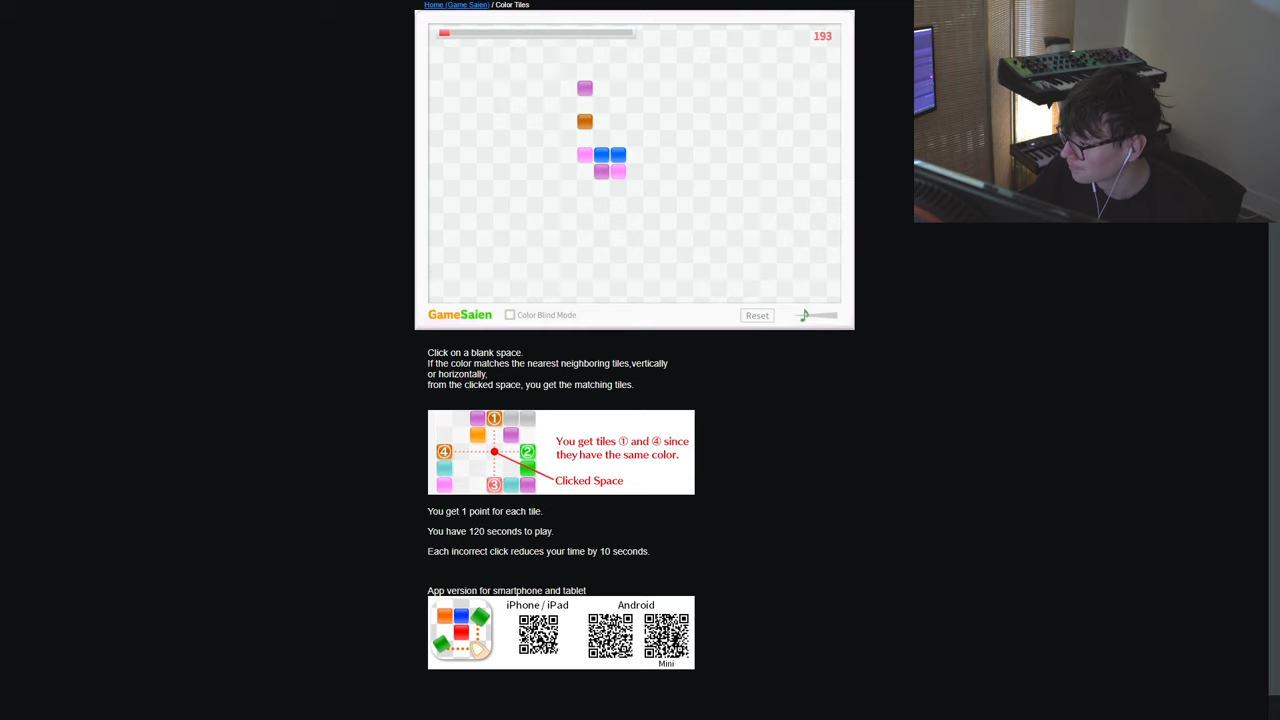 Home (Game Saien) / Color Tiles
193
GameSaien
Color Blind Mode
Reset
Click on a blank space.
If the color matches the nearest neighboring tiles,vertically
or horizontally,
from the clicked space, you get the matching tiles.
①
④
②
③
You get tiles ① and ④ since
they have the same color.
Clicked Space
You get 1 point for each tile.
You have 120 seconds to play.
Each incorrect click reduces your time by 10 seconds.
App version for smartphone and tablet
iPhone / iPad
Android
Mini